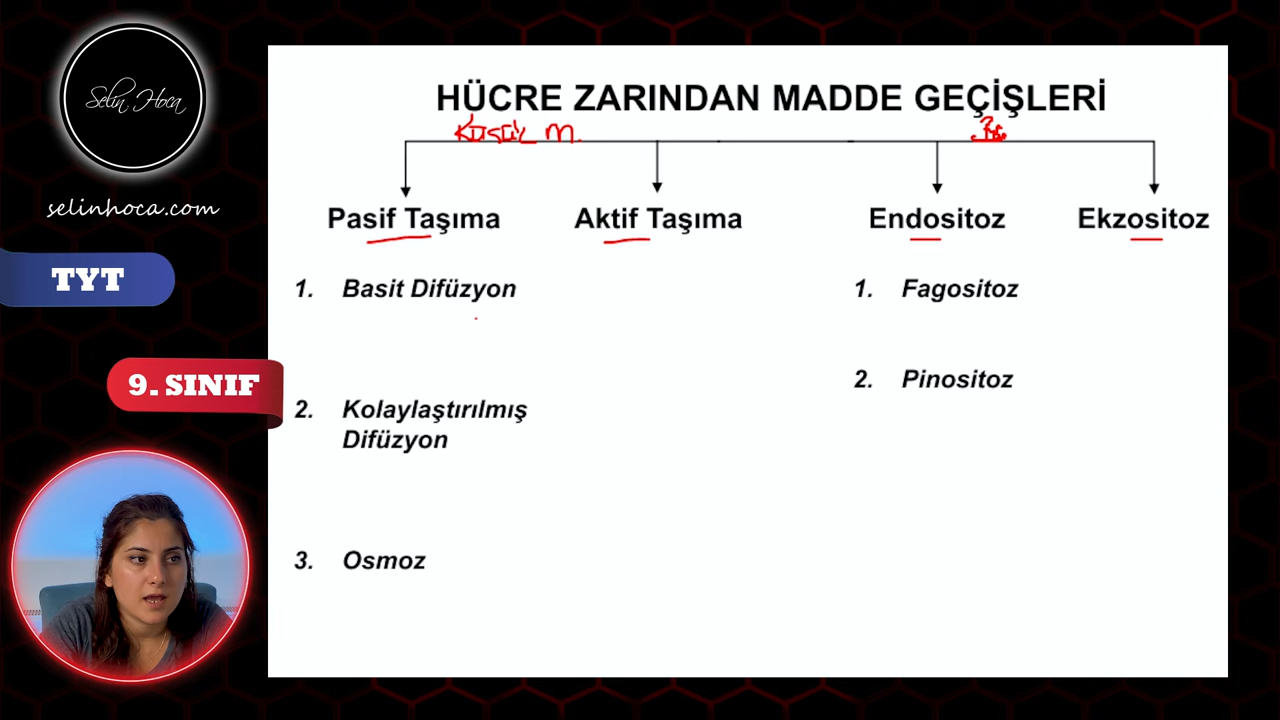 Selin Hoca
selinhoca.com
TYT
9. SINIF
HÜCRE ZARINDAN MADDE GEÇİŞLERİ
Küçük m.
Pasif Taşıma
Aktif Taşıma
Endositoz
Ekzositoz
1. Basit Difüzyon
2. Kolaylaştırılmış
Difüzyon
3. Osmoz
1. Fagositoz
2. Pinositoz